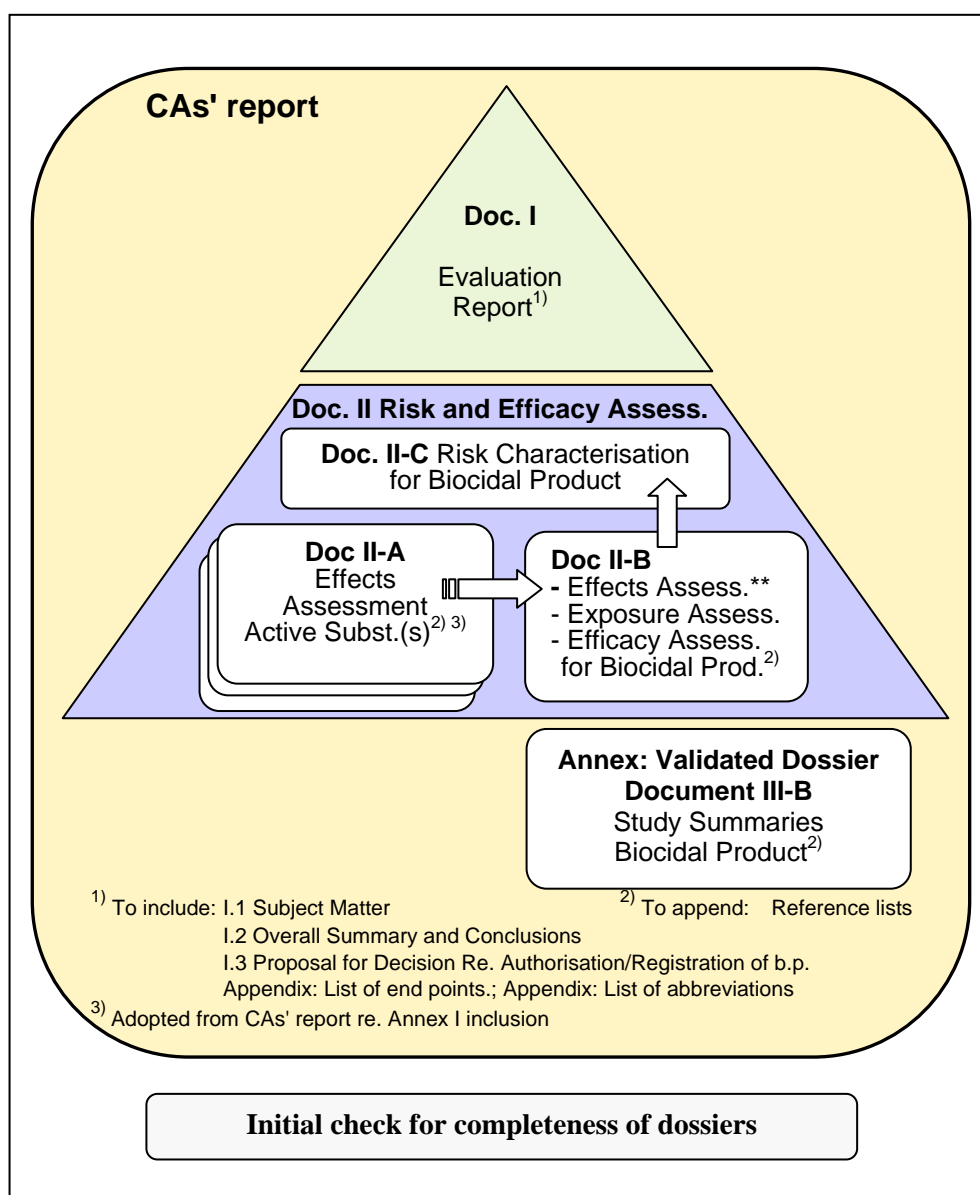 CAs' report
Doc. I
Evaluation
Report1)
Doc. II Risk and Efficacy Assess.
Doc. II-C Risk Characterisation
for Biocidal Product
Doc II-A
Effects
Assessment
Active Subst.(s)2) 3)
Doc II-B
- Effects Assess.**
- Exposure Assess.
- Efficacy Assess.
for Biocidal Prod.2)
Annex: Validated Dossier
Document III-B
Study Summaries
Biocidal Product2)
1) To include: I.1 Subject Matter
2) To append: Reference lists
I.2 Overall Summary and Conclusions
I.3 Proposal for Decision Re. Authorisation/Registration of b.p.
Appendix: List of end points.; Appendix: List of abbreviations
3) Adopted from CAs' report re. Annex I inclusion
Initial check for completeness of dossiers